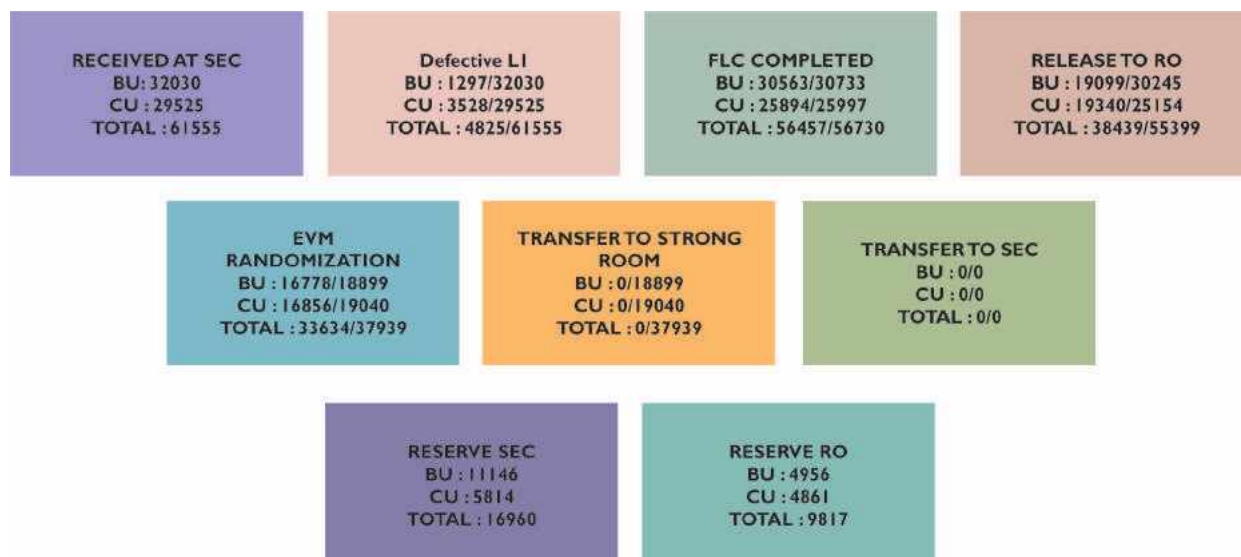 RECEIVED AT SEC
BU: 32030
CU : 29525
TOTAL : 61555
Defective L1
BU : 1297/32030
CU : 3528/29525
TOTAL : 4825/61555
FLC COMPLETED
BU : 30563/30733
CU : 25894/25997
TOTAL : 56457/56730
RELEASE TO RO
BU : 19099/30245
CU : 19340/25154
TOTAL : 38439/55399
EVM
RANDOMIZATION
BU : 16778/18899
CU : 16856/19040
TOTAL : 33634/37939
TRANSFER TO STRONG
ROOM
BU : 0/18899
CU : 0/19040
TOTAL : 0/37939
TRANSFER TO SEC
BU : 0/0
CU : 0/0
TOTAL : 0/0
RESERVE SEC
BU : 11146
CU : 5814
TOTAL : 16960
RESERVE RO
BU : 4956
CU : 4861
TOTAL : 9817